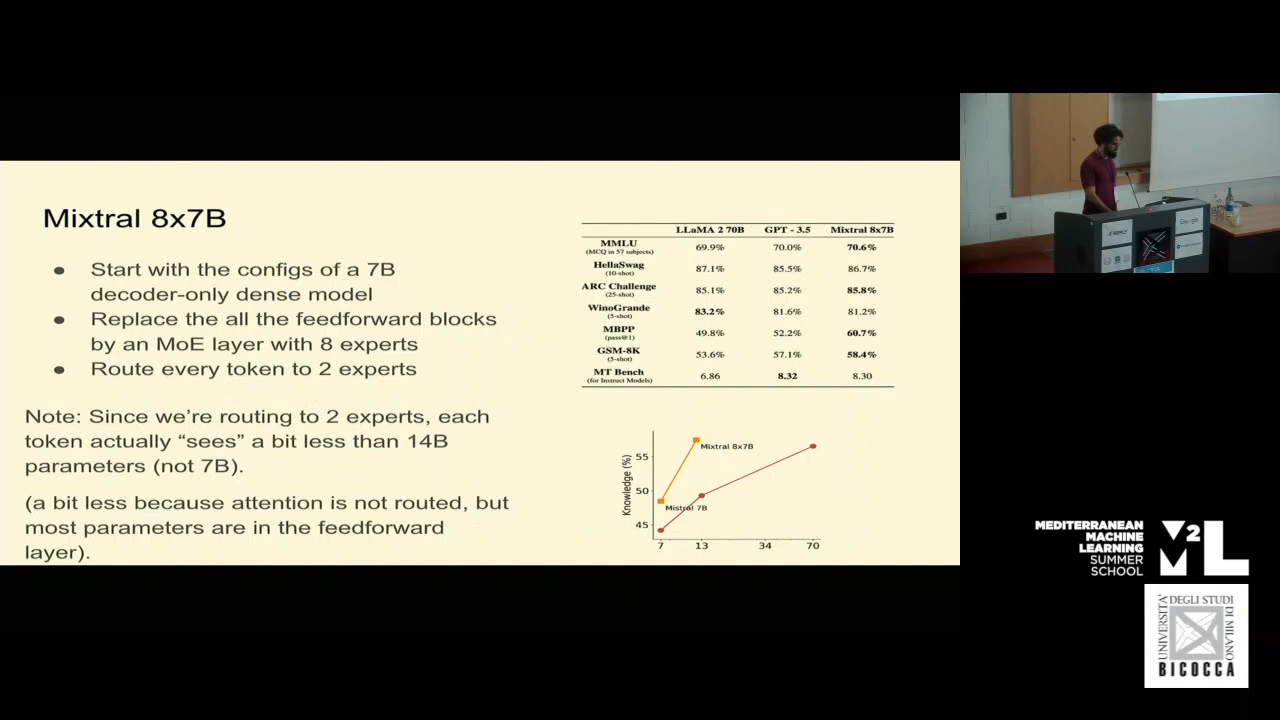 Mixtral 8x7B
● Start with the configs of a 7B
decoder-only dense model
● Replace the all the feedforward blocks
by an MoE layer with 8 experts
● Route every token to 2 experts
Note: Since we're routing to 2 experts, each
token actually “sees” a bit less than 14B
parameters (not 7B).
(a bit less because attention is not routed, but
most parameters are in the feedforward
layer).
LLaMA 2 70B GPT - 3.5 Mixtral 8x7B
MMLU 69.9% 70.0% 70.6%
(MCQ in 57 subjects)
HellaSwag 87.1% 85.5% 86.7%
(10-shot)
ARC Challenge 85.1% 85.2% 85.8%
(25-shot)
WinoGrande 83.2% 81.6% 81.2%
(5-shot)
MBPP 49.8% 52.2% 60.7%
(pass@1)
GSM-8K 53.6% 57.1% 58.4%
(5-shot)
MT Bench 6.86 8.32 8.30
(for Instruct Models)
Knowledge (%)
55
50
45
Mixtral 8x7B
Mistral 7B
7 13 34 70
REPLY
Google
MEDITERRANEAN
MACHINE
LEARNING
SUMMER
SCHOOL
M2L
UNIVERSITA'
DEGLI STUDI
DI MILANO
BICOCCA